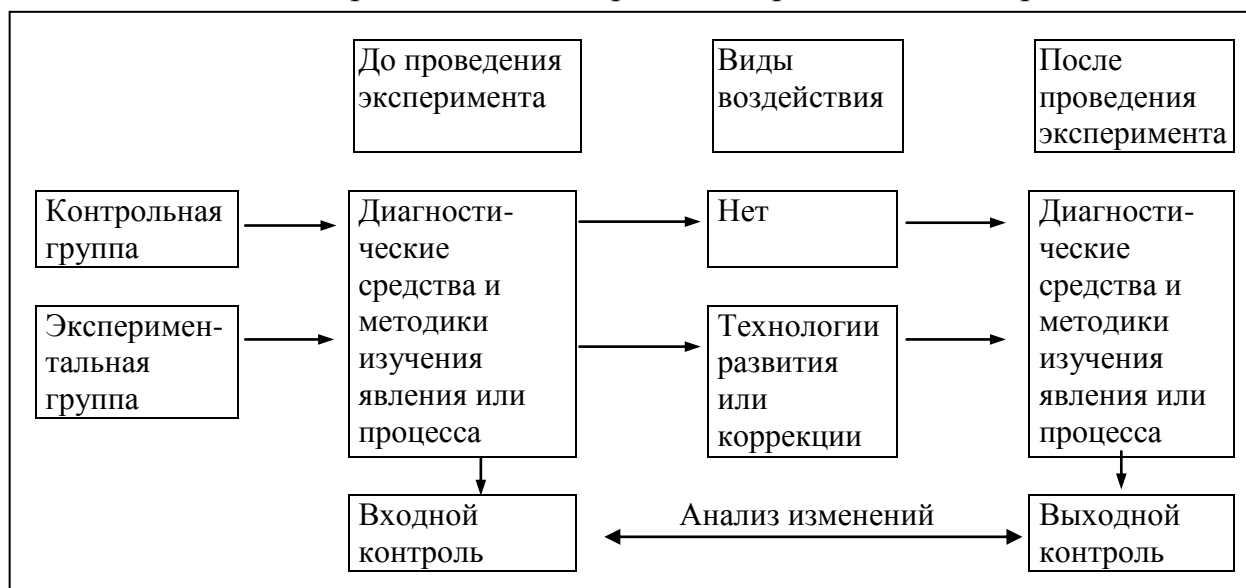 До проведения
эксперимента
Виды
воздействия
После
проведения
эксперимента
Контрольная
группа
Диагности-
ческие
средства и
методики
изучения
явления или
процесса
Нет
Диагности-
ческие
средства и
методики
изучения
явления или
процесса
Эксперимен-
тальная
группа
Технологии
развития
или
коррекции
Входной
контроль
Анализ изменений
Выходной
контроль